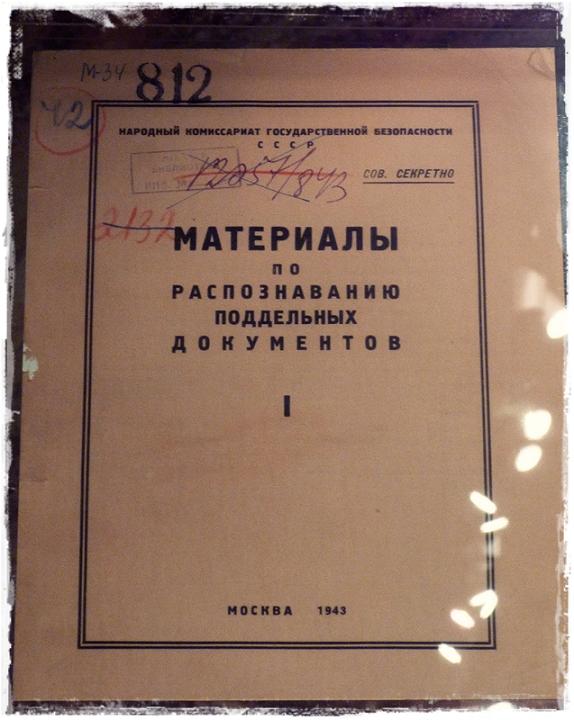 М-34 812
42
НАРОДНЫЙ КОМИССАРИАТ ГОСУДАРСТВЕННОЙ БЕЗОПАСНОСТИ
СССР
СОВ. СЕКРЕТНО
2132
МАТЕРИАЛЫ
ПО
РАСПОЗНАВАНИЮ
ПОДДЕЛЬНЫХ
ДОКУМЕНТОВ
I
МОСКВА 1943